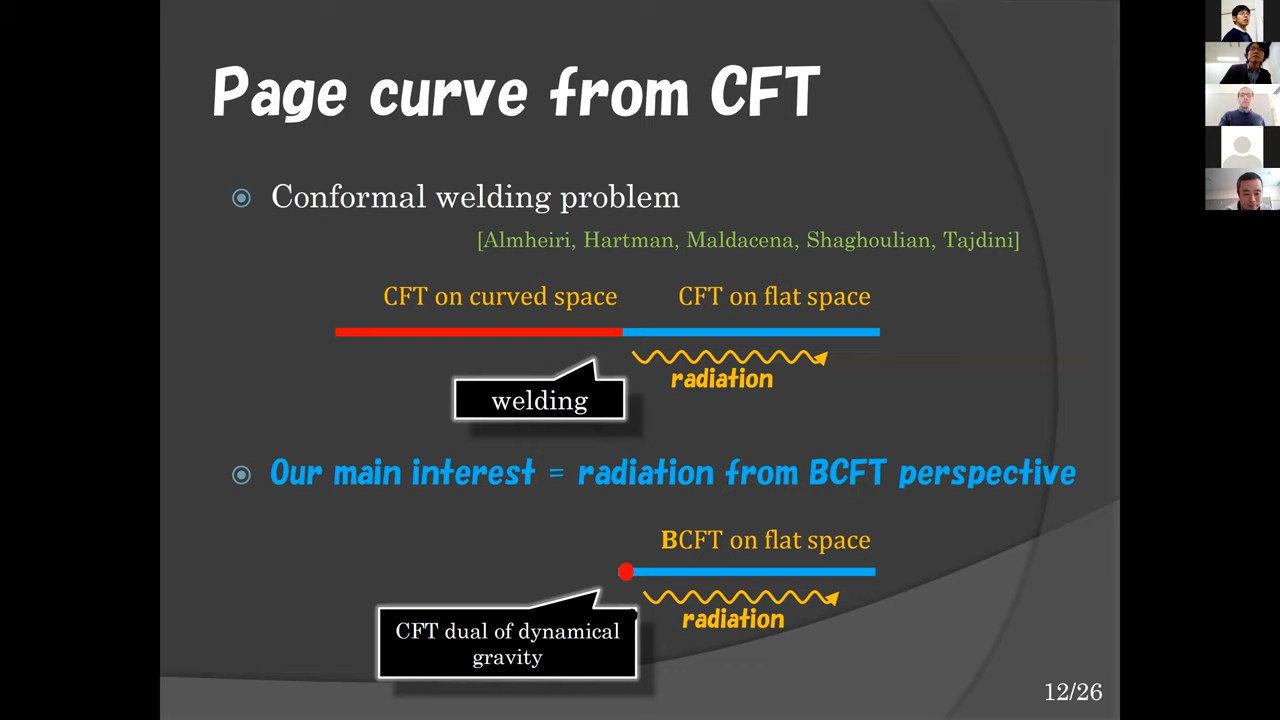 Page curve from CFT
Conformal welding problem
[Almheiri, Hartman, Maldacena, Shaghoulian, Tajdini]
CFT on curved space
CFT on flat space
radiation
welding
Our main interest = radiation from BCFT perspective
BCFT on flat space
radiation
CFT dual of dynamical
gravity
12/26